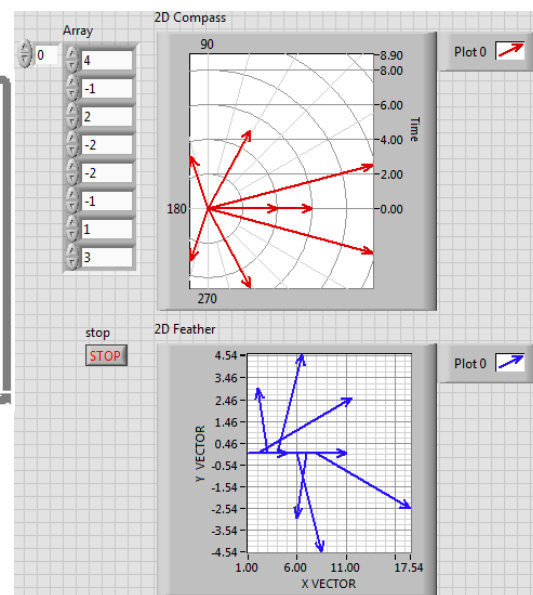 2D Compass
Array
0
4
-1
2
-2
-2
-1
1
3
90
180
270
8.90
8.00
6.00
4.00
2.00
0.00
Time
Plot 0
stop
STOP
2D Feather
Plot 0
4.54
3.46
2.46
1.46
0.46
-0.54
-1.54
-2.54
-3.54
-4.54
Y VECTOR
1.00 6.00 11.00 17.54
X VECTOR